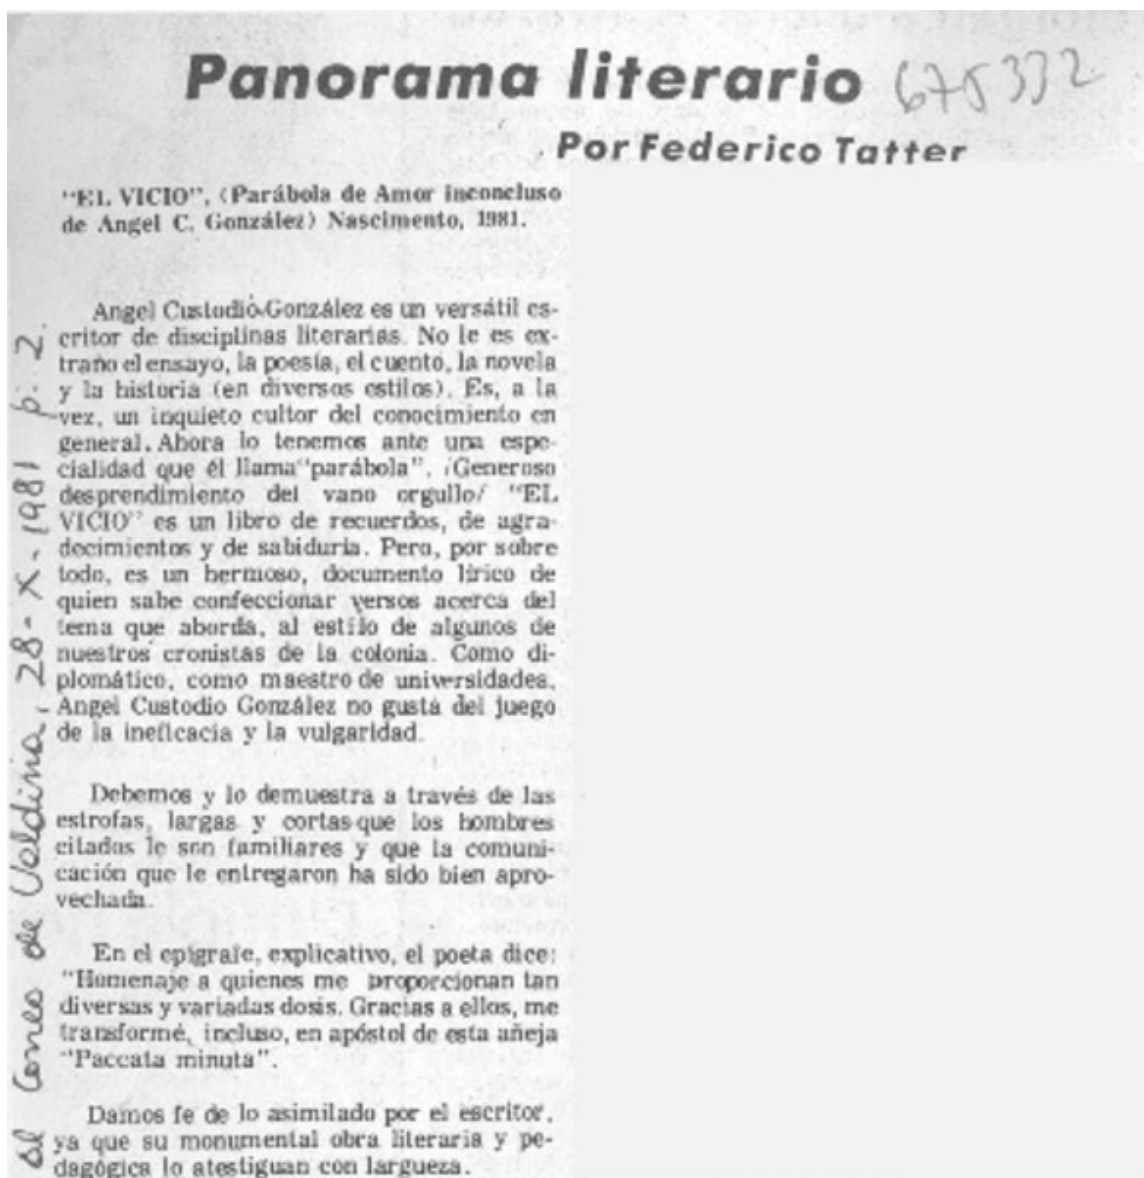 Panorama literario 675332
Por Federico Tatter
"EL VICIO", (Parábola de Amor inconcluso
de Angel C. González) Nascimento, 1981.
Angel Custodio González es un versátil es-
critor de disciplinas literarias. No le es ex-
traño el ensayo, la poesía, el cuento, la novela
y la historia (en diversos estilos). Es, a la
vez, un inquieto cultor del conocimiento en
general. Ahora lo tenemos ante una espe-
cialidad que él llama "parábola". /Generoso
desprendimiento del vano orgullo/ "EL
VICIO" es un libro de recuerdos, de agra-
decimientos y de sabiduría. Pero, por sobre
todo, es un hermoso, documento lírico de
quien sabe confeccionar versos acerca del
tema que aborda, al estilo de algunos de
nuestros cronistas de la colonia. Como di-
plomático, como maestro de universidades,
Angel Custodio González no gusta del juego
de la ineficacia y la vulgaridad.
Debemos y lo demuestra a través de las
estrofas, largas y cortas que los hombres
citados le son familiares y que la comuni-
cación que le entregaron ha sido bien apro-
vechada.
En el epígrafe, explicativo, el poeta dice:
"Homenaje a quienes me proporcionan tan
diversas y variadas dosis. Gracias a ellos, me
transformé, incluso, en apóstol de esta añeja
"Paccata minuta".
Damos fe de lo asimilado por el escritor,
ya que su monumental obra literaria y pe-
dagógica lo atestiguan con largueza.
el Correo de Valdivia, 28-X-1981 p. 2.